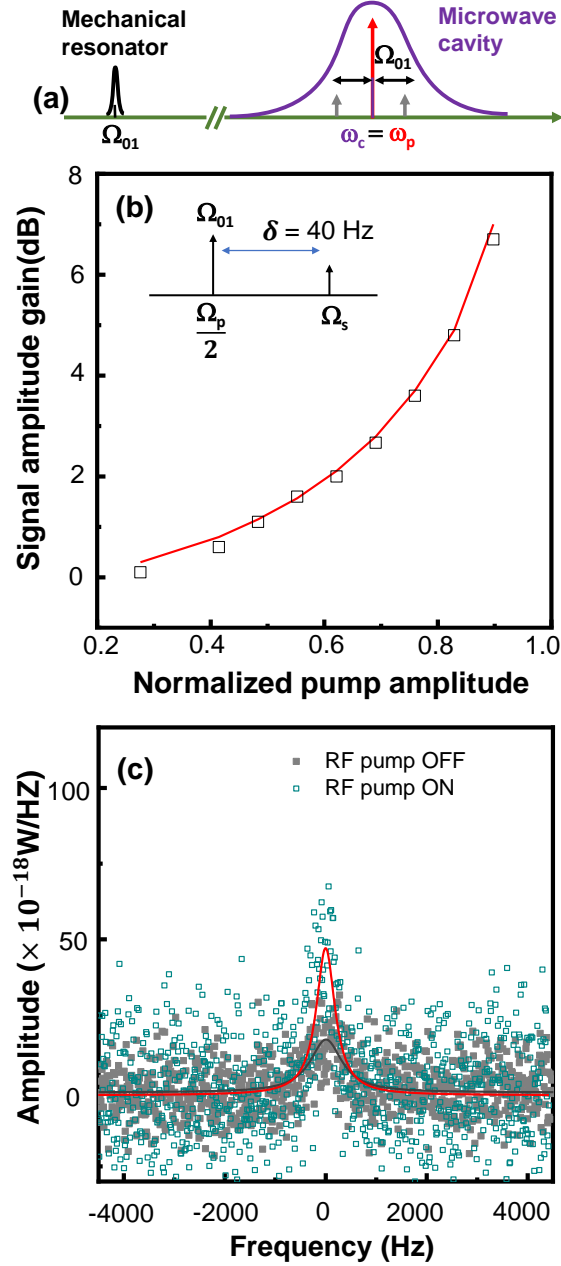 Mechanical
resonator
Microwave
cavity
Ω01
(a)
Ω01
ωc = ωp
8
6
4
2
0
Signal amplitude gain(dB)
(b)
Ω01
δ = 40 Hz
Ωp
2
Ωs
0.2 0.4 0.6 0.8 1.0
Normalized pump amplitude
(c)
RF pump OFF
RF pump ON
100
50
0
Amplitude (× 10−18W/HZ)
-4000 -2000 0 2000 4000
Frequency (Hz)